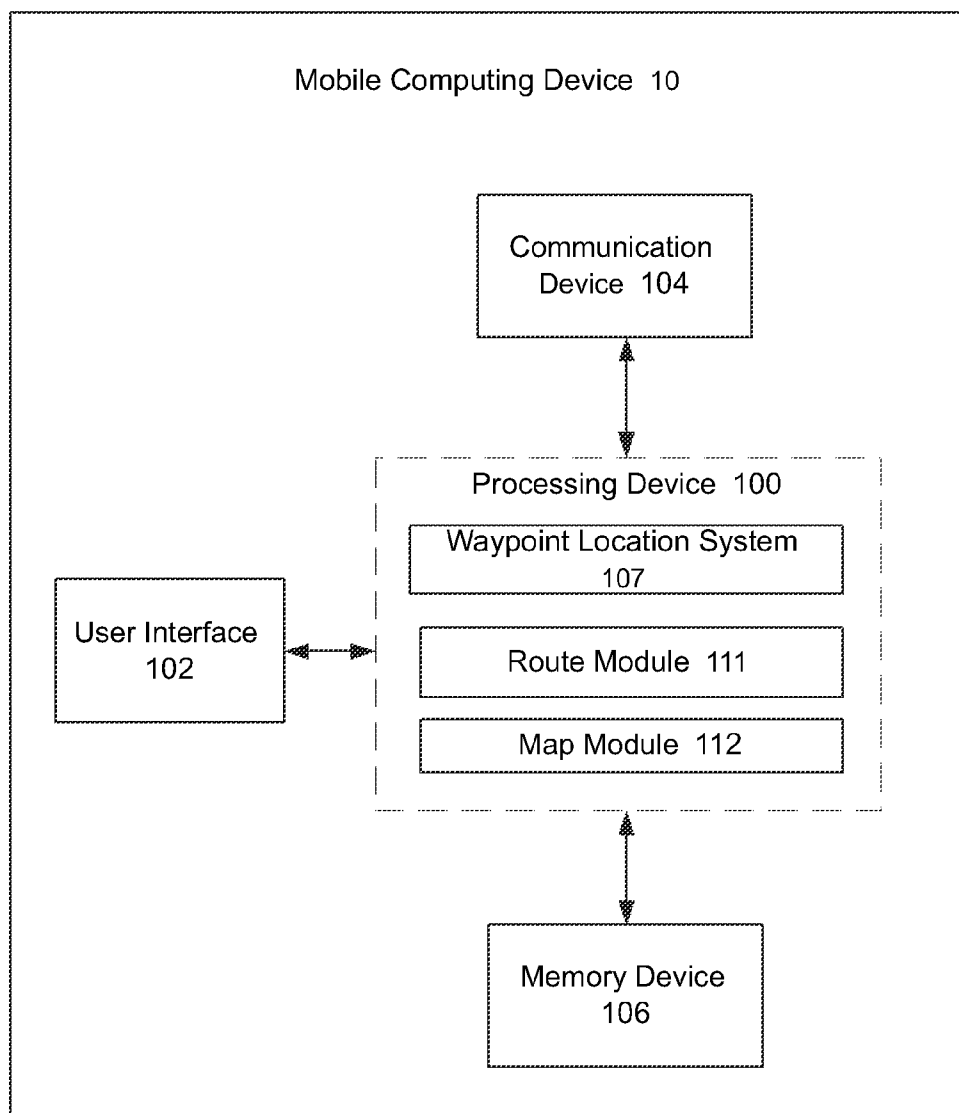 Mobile Computing Device 10
Communication
Device 104
Processing Device 100
Waypoint Location System
107
User Interface
102
Route Module 111
Map Module 112
Memory Device
106